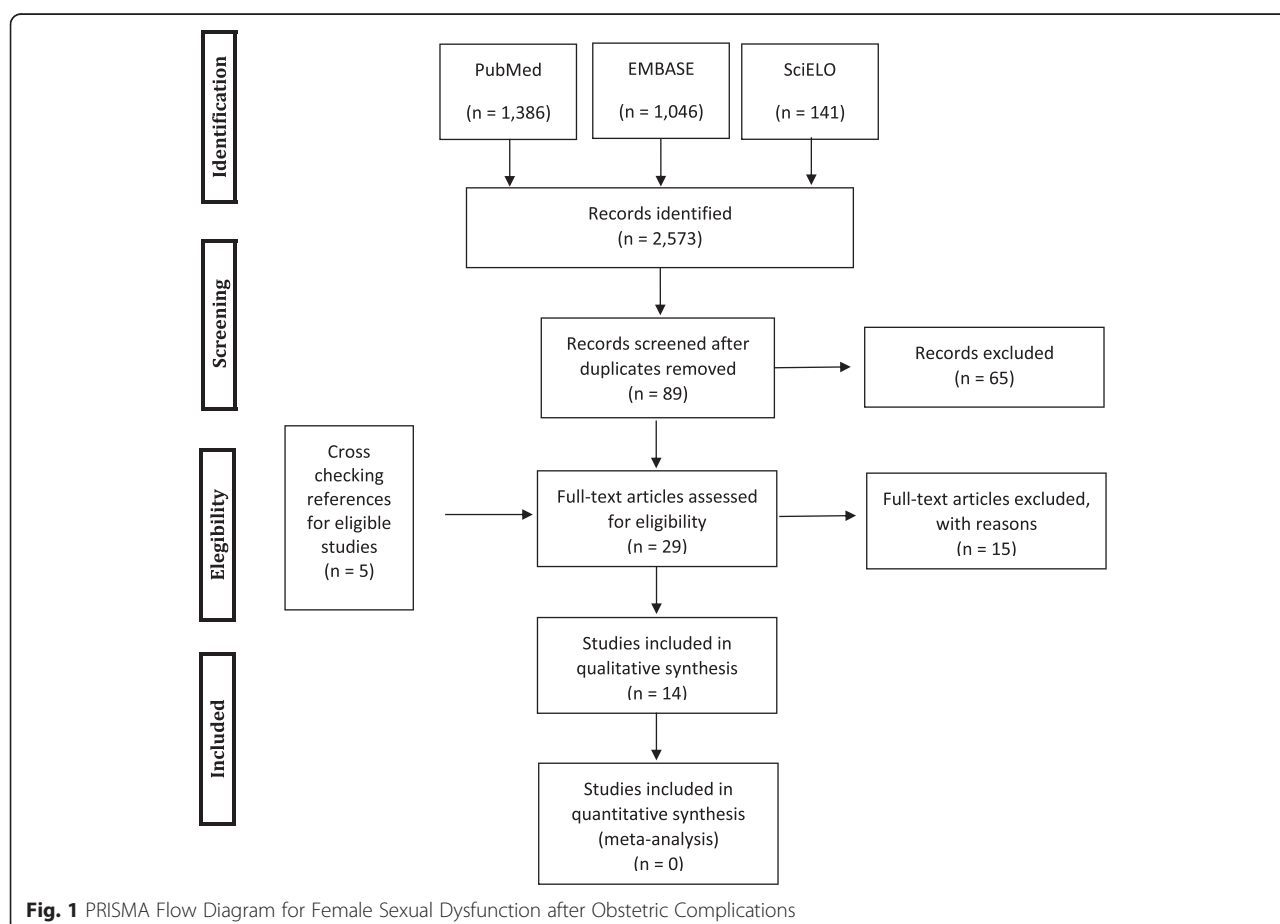 Identification
PubMed
(n = 1,386)
EMBASE
(n = 1,046)
SciELO
(n = 141)
Records identified
(n = 2,573)
Screening
Records screened after
duplicates removed
(n = 89)
Records excluded
(n = 65)
Elegibility
Cross
checking
references
for eligible
studies
(n = 5)
Full-text articles assessed
for eligibility
(n = 29)
Full-text articles excluded,
with reasons
(n = 15)
Included
Studies included in
qualitative synthesis
(n = 14)
Studies included in
quantitative synthesis
(meta-analysis)
(n = 0)
Fig. 1 PRISMA Flow Diagram for Female Sexual Dysfunction after Obstetric Complications